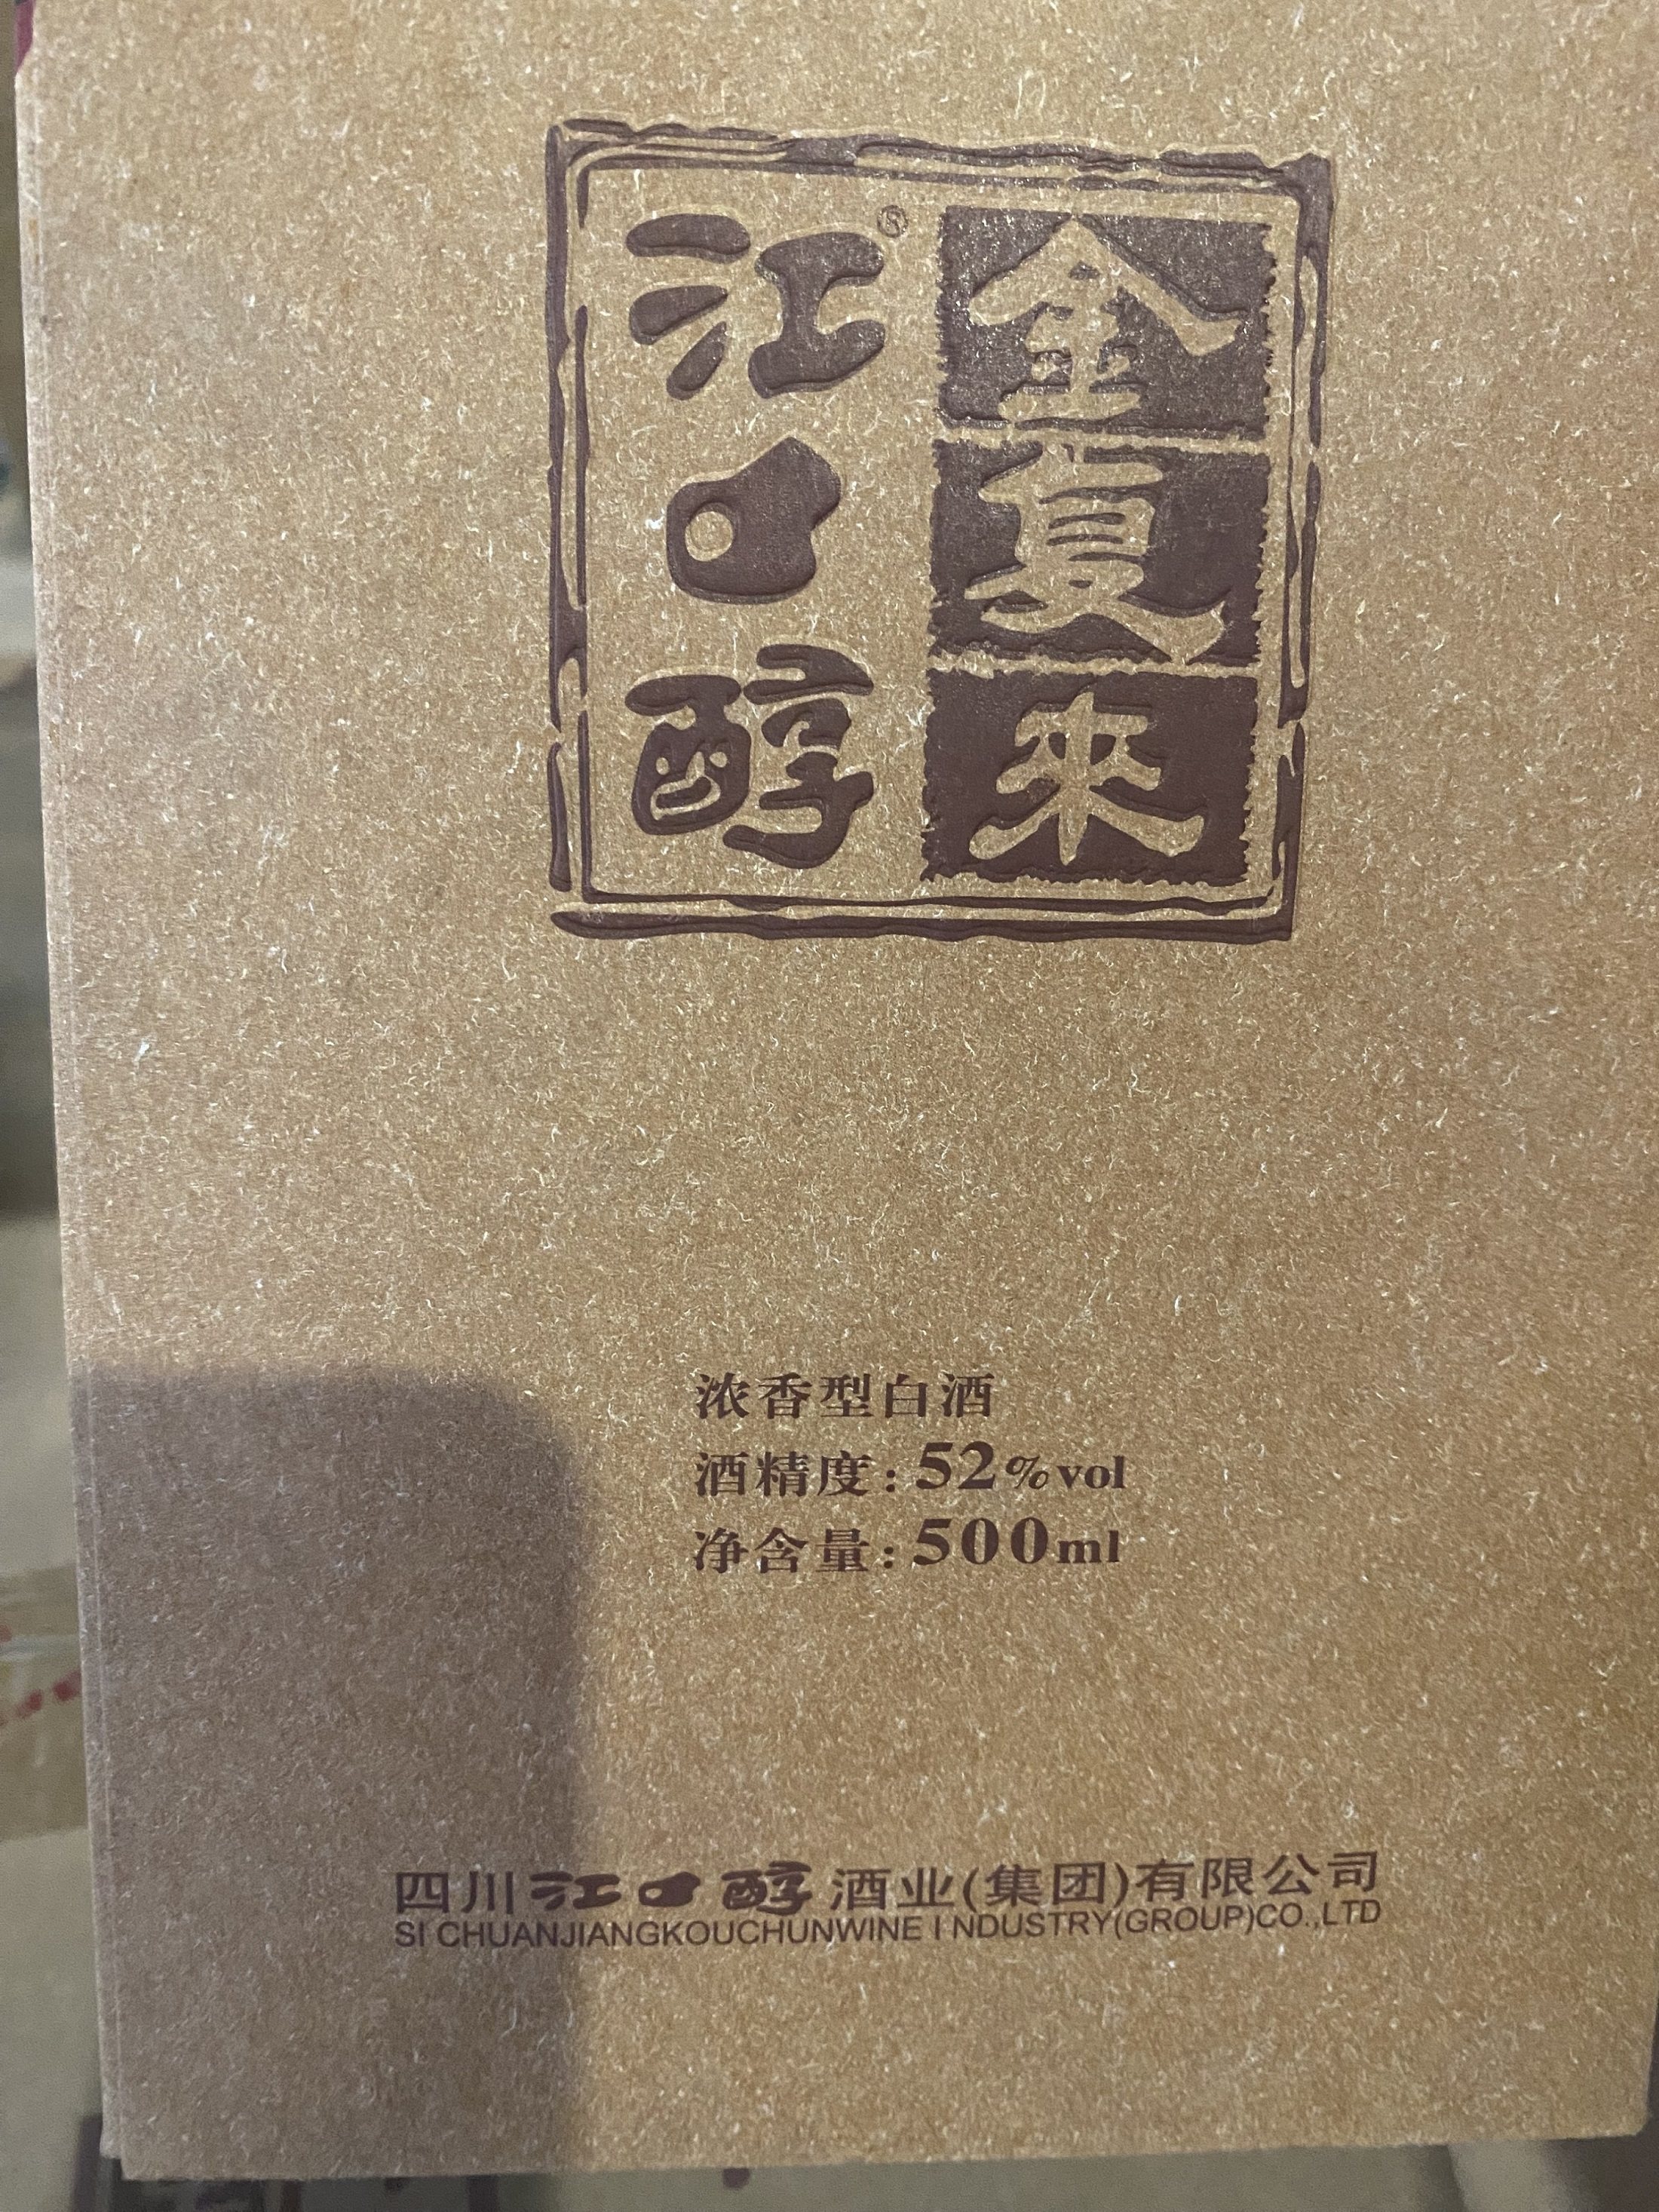 金复来
江口醇®
浓香型白酒
酒精度:52%vol
净含量:500ml
四川江口醇酒业(集团)有限公司
SI CHUANJIANGKOUCHUNWINE I NDUSTRY(GROUP)CO.,LTD